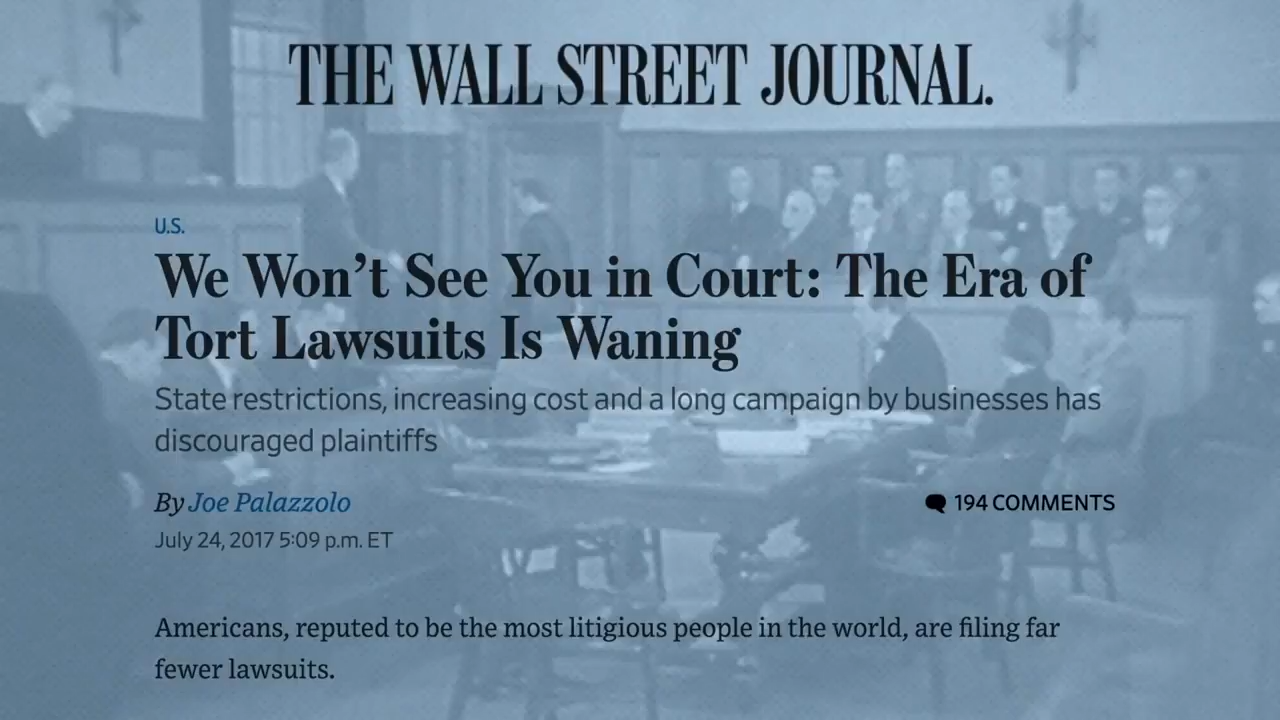 THE WALL STREET JOURNAL.
U.S.
We Won’t See You in Court: The Era of
Tort Lawsuits Is Waning
State restrictions, increasing cost and a long campaign by businesses has
discouraged plaintiffs
By Joe Palazzolo
194 COMMENTS
July 24, 2017 5:09 p.m. ET
Americans, reputed to be the most litigious people in the world, are filing far
fewer lawsuits.